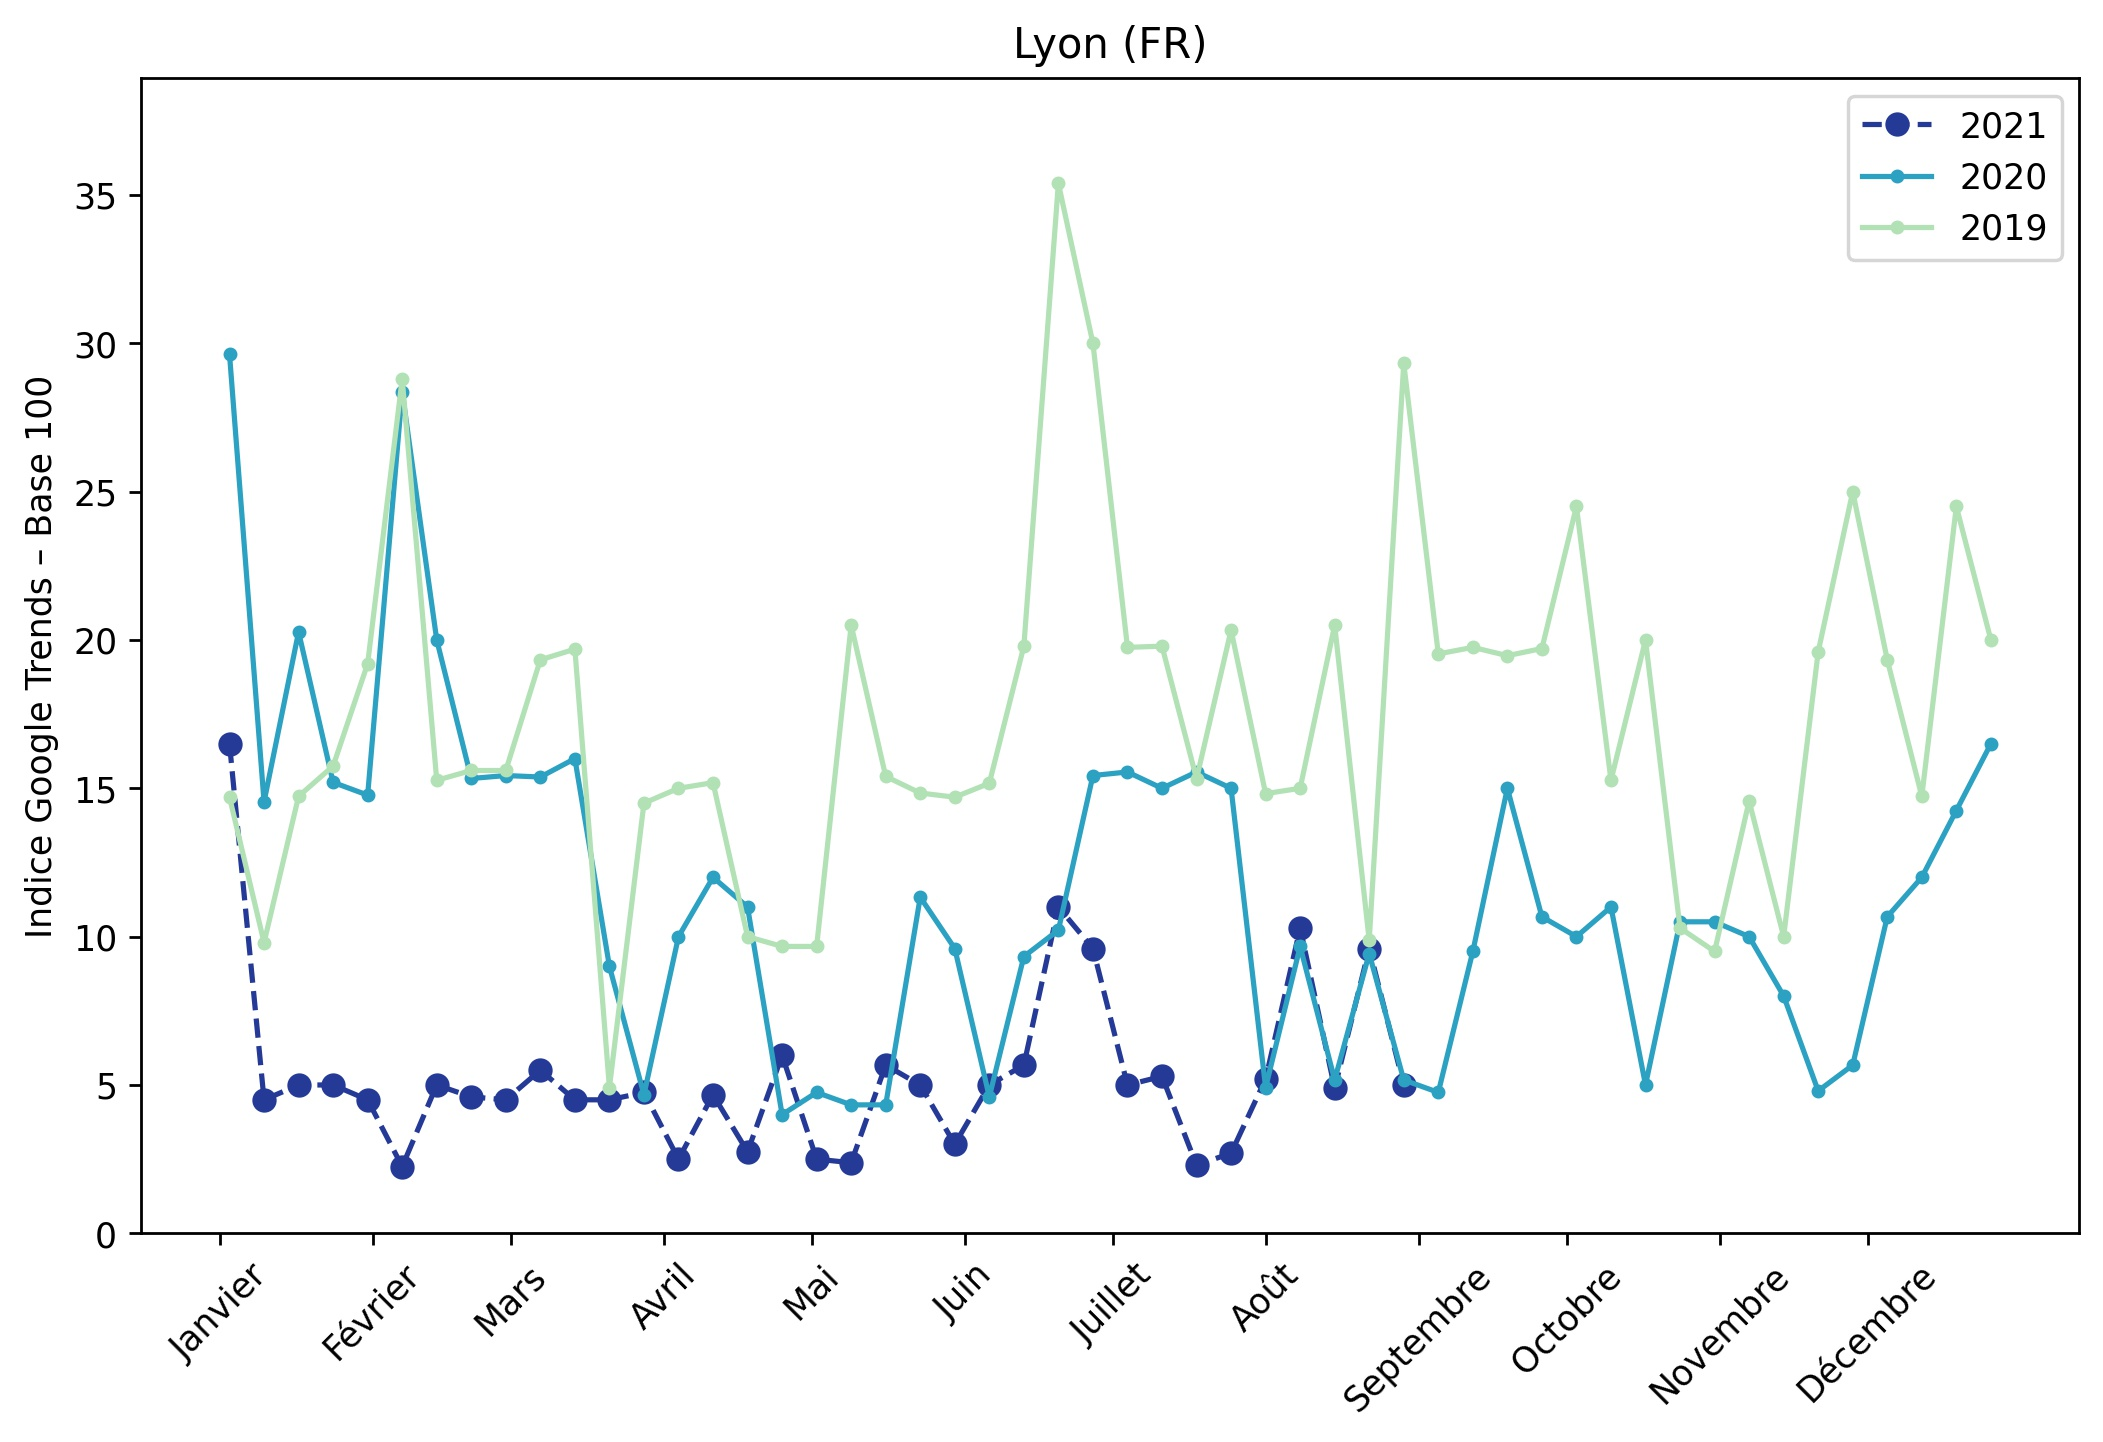 Lyon (FR)
2021
2020
2019
Indice Google Trends – Base 100
35
30
25
20
15
10
5
0
Janvier
Février
Mars
Avril
Mai
Juin
Juillet
Août
Septembre
Octobre
Novembre
Décembre